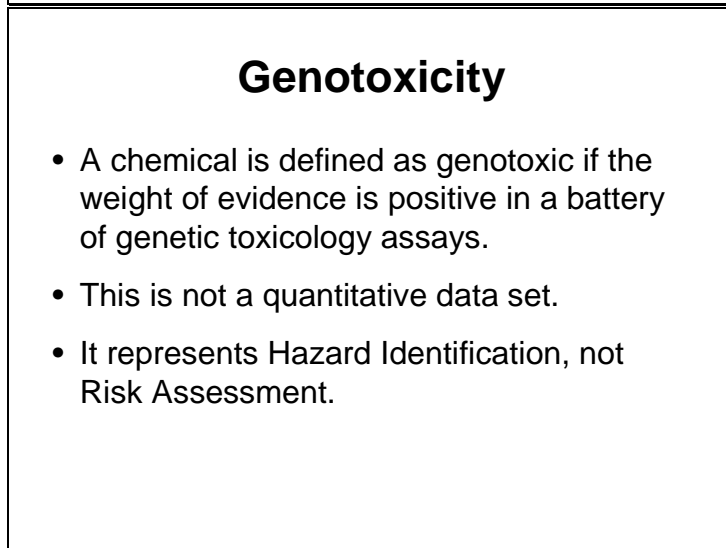 Genotoxicity
• A chemical is defined as genotoxic if the
weight of evidence is positive in a battery
of genetic toxicology assays.
• This is not a quantitative data set.
• It represents Hazard Identification, not
Risk Assessment.